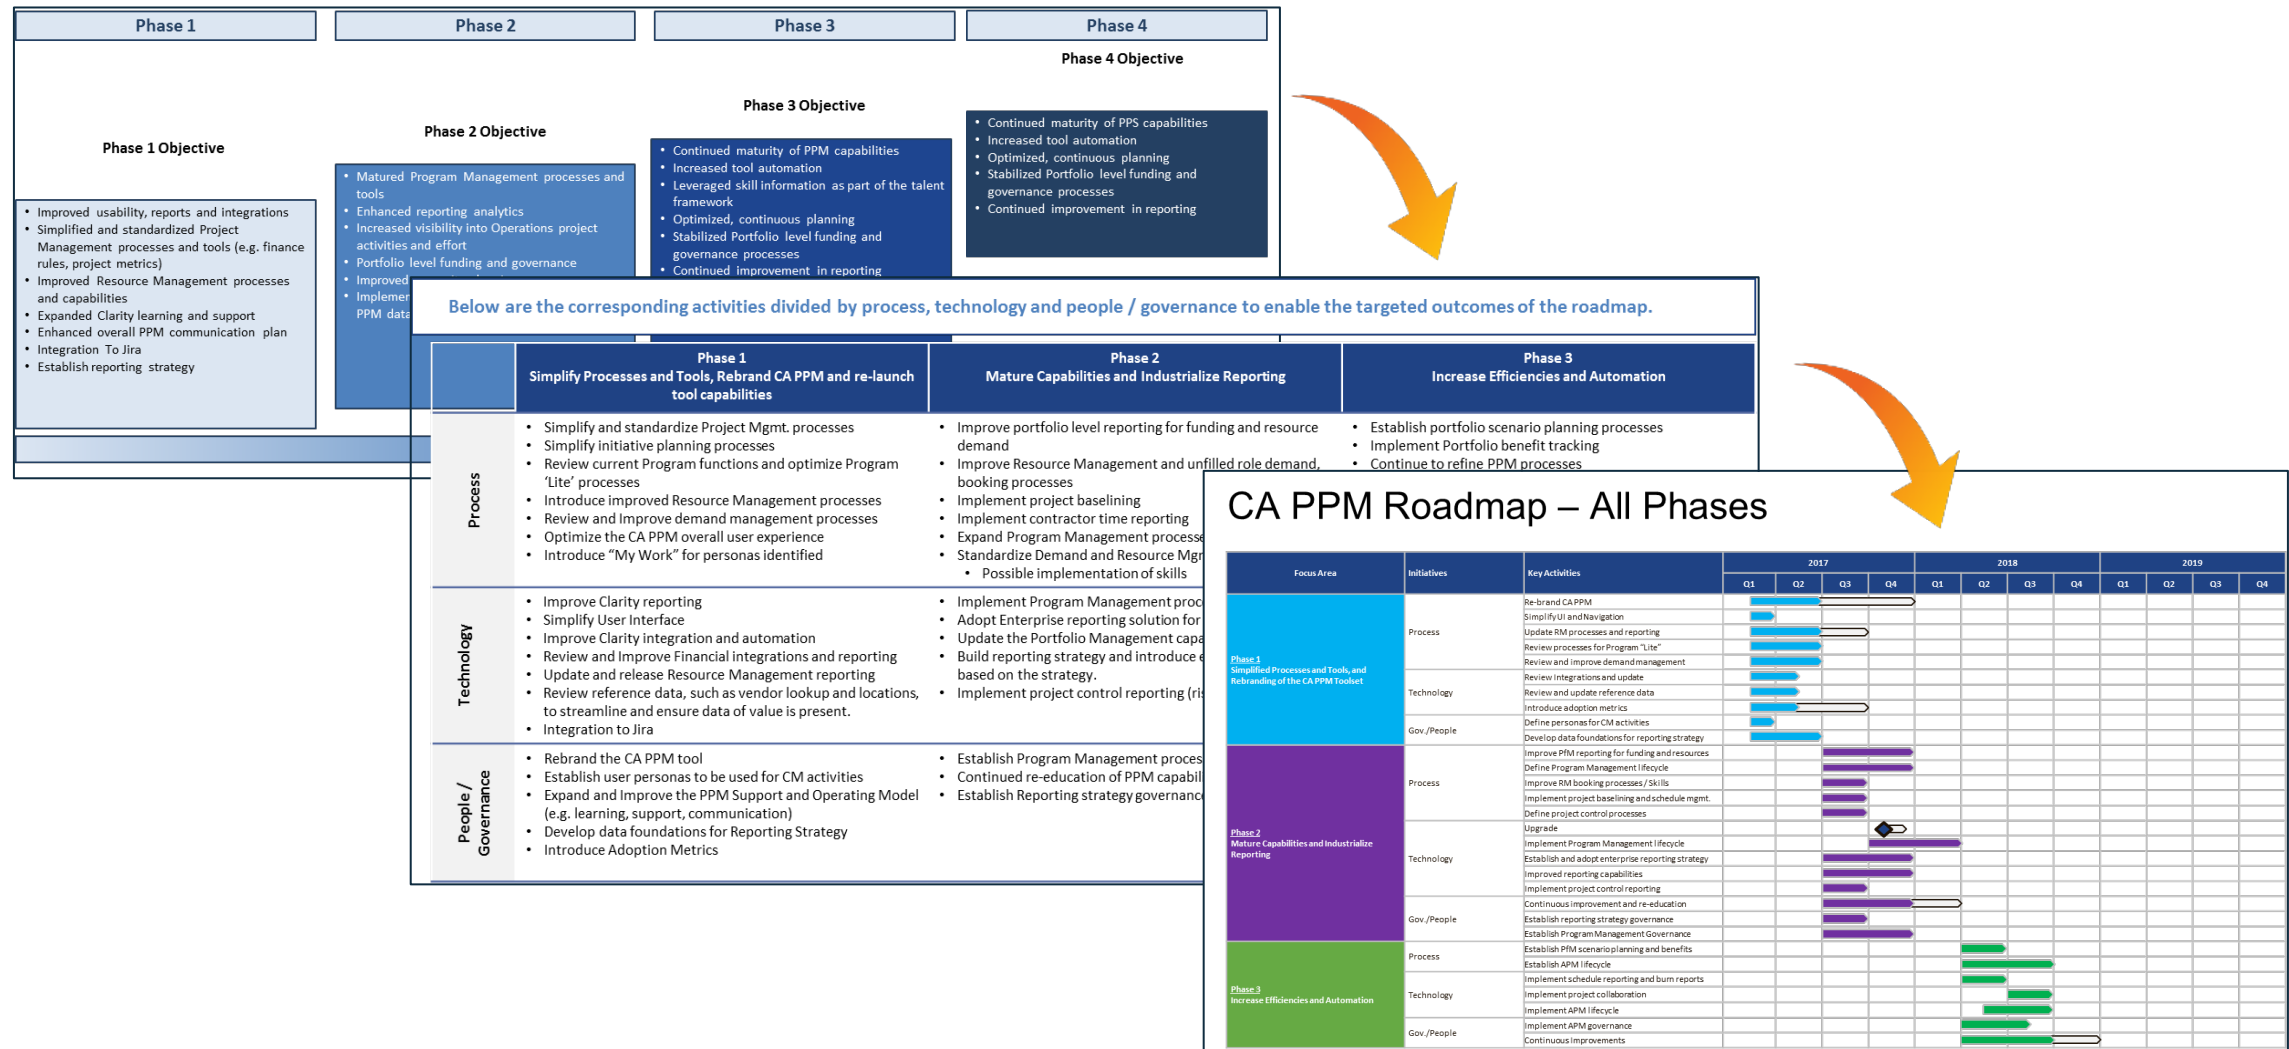 Phase 1
Phase 2
Phase 3
Phase 4
Phase 1 Objective
Phase 2 Objective
Phase 3 Objective
Phase 4 Objective
• Improved usability, reports and integrations
• Simplified and standardized Project
Management processes and tools (e.g. finance
rules, project metrics)
• Improved Resource Management processes
and capabilities
• Expanded Clarity learning and support
• Enhanced overall PPM communication plan
• Integration To Jira
• Establish reporting strategy
• Matured Program Management processes and
tools
• Enhanced reporting analytics
• Increased visibility into Operations project
activities and effort
• Portfolio level funding and governance
• Improved
• Implemen
PPM data
• Continued maturity of PPM capabilities
• Increased tool automation
• Leveraged skill information as part of the talent
framework
• Optimized, continuous planning
• Stabilized Portfolio level funding and
governance processes
• Continued improvement in reporting
• Continued maturity of PPS capabilities
• Increased tool automation
• Optimized, continuous planning
• Stabilized Portfolio level funding and
governance processes
• Continued improvement in reporting
Below are the corresponding activities divided by process, technology and people / governance to enable the targeted outcomes of the roadmap.
Phase 1
Simplify Processes and Tools, Rebrand CA PPM and re-launch
tool capabilities
Phase 2
Mature Capabilities and Industrialize Reporting
Phase 3
Increase Efficiencies and Automation
Process
• Simplify and standardize Project Mgmt. processes
• Simplify initiative planning processes
• Review current Program functions and optimize Program
‘Lite’ processes
• Introduce improved Resource Management processes
• Review and Improve demand management processes
• Optimize the CA PPM overall user experience
• Introduce “My Work” for personas identified
• Improve portfolio level reporting for funding and resource
demand
• Improve Resource Management and unfilled role demand,
booking processes
• Implement project baselining
• Implement contractor time reporting
• Expand Program Management processe
• Standardize Demand and Resource Mgr
• Possible implementation of skills
• Establish portfolio scenario planning processes
• Implement Portfolio benefit tracking
• Continue to refine PPM processes
Technology
• Improve Clarity reporting
• Simplify User Interface
• Improve Clarity integration and automation
• Review and Improve Financial integrations and reporting
• Update and release Resource Management reporting
• Review reference data, such as vendor lookup and locations,
to streamline and ensure data of value is present.
• Integration to Jira
• Implement Program Management proc
• Adopt Enterprise reporting solution for
• Update the Portfolio Management capa
• Build reporting strategy and introduce e
based on the strategy.
• Implement project control reporting (ris
People /
Governance
• Rebrand the CA PPM tool
• Establish user personas to be used for CM activities
• Expand and Improve the PPM Support and Operating Model
(e.g. learning, support, communication)
• Develop data foundations for Reporting Strategy
• Introduce Adoption Metrics
• Establish Program Management proces
• Continued re-education of PPM capabil
• Establish Reporting strategy governance
CA PPM Roadmap – All Phases
Focus Area
Initiatives
Key Activities
2017
2018
2019
Q1 Q2 Q3 Q4 Q1 Q2 Q3 Q4 Q1 Q2 Q3 Q4
Phase 1
Simplified Processes and Tools, and
Rebranding of the CA PPM Toolset
Process
Re-brand CA PPM
Simplify UI and Navigation
Update RM processes and reporting
Review processes for Program “Lite”
Review and improve demand management
Technology
Review Integrations and update
Review and update reference data
Introduce adoption metrics
Gov./People
Define personas for CM activities
Develop data foundations for reporting strategy
Phase 2
Mature Capabilities and Industrialize
Reporting
Process
Improve PfM reporting for funding and resources
Define Program Management lifecycle
Improve RM booking processes / Skills
Implement project baselining and schedule mgmt.
Define project control processes
Technology
Upgrade
Implement Program Management lifecycle
Establish and adopt enterprise reporting strategy
Improved reporting capabilities
Implement project control reporting
Gov./People
Continuous improvement and re-education
Establish reporting strategy governance
Establish Program Management Governance
Phase 3
Increase Efficiencies and Automation
Process
Establish PfM scenario planning and benefits
Establish APM lifecycle
Technology
Implement schedule reporting and burn reports
Implement project collaboration
Implement APM lifecycle
Gov./People
Implement APM governance
Continuous Improvements